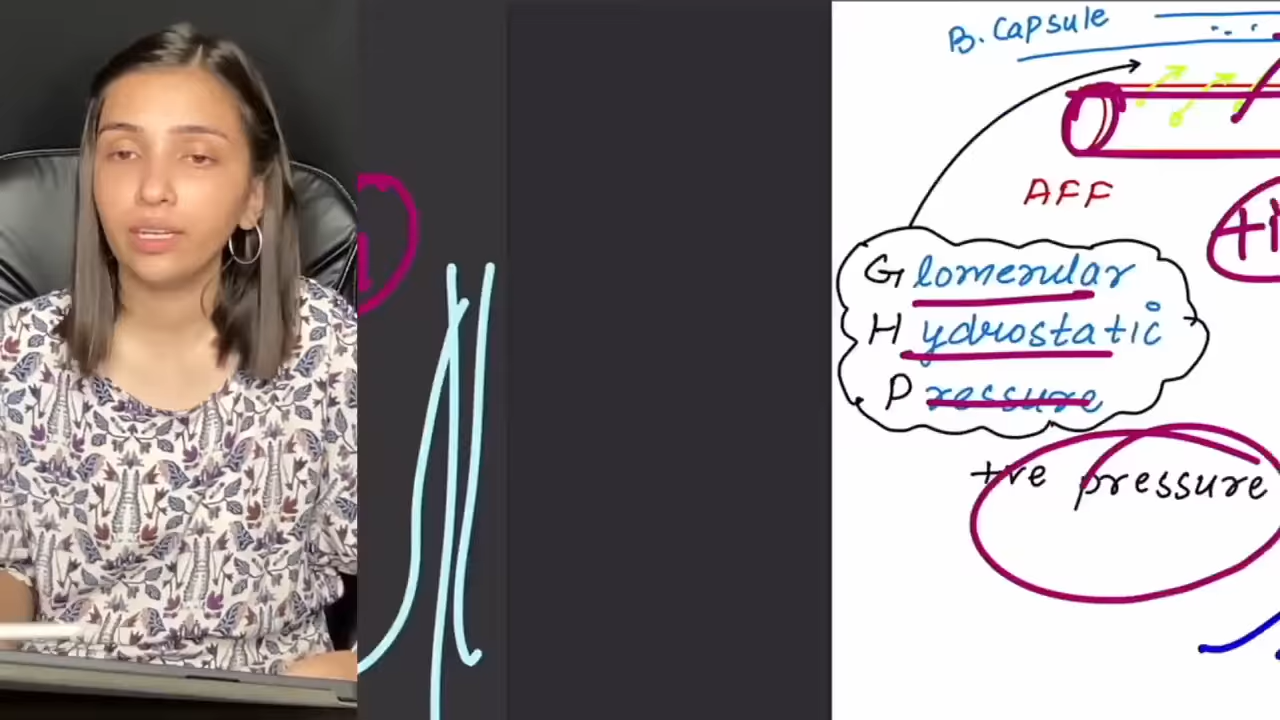 B. Capsule
AFF
+i
Glomerular
Hydrostatic
Pressure
+ve pressure